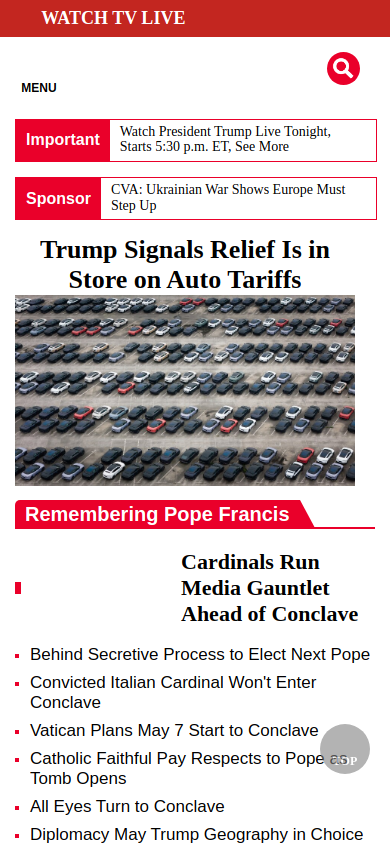 WATCH TV LIVE
MENU
Important
Watch President Trump Live Tonight,
Starts 5:30 p.m. ET, See More
Sponsor
CVA: Ukrainian War Shows Europe Must
Step Up
Trump Signals Relief Is in
Store on Auto Tariffs
Remembering Pope Francis
Cardinals Run
Media Gauntlet
Ahead of Conclave
Behind Secretive Process to Elect Next Pope
Convicted Italian Cardinal Won't Enter
Conclave
Vatican Plans May 7 Start to Conclave
Catholic Faithful Pay Respects to Pope as
Tomb Opens
TOP
All Eyes Turn to Conclave
Diplomacy May Trump Geography in Choice